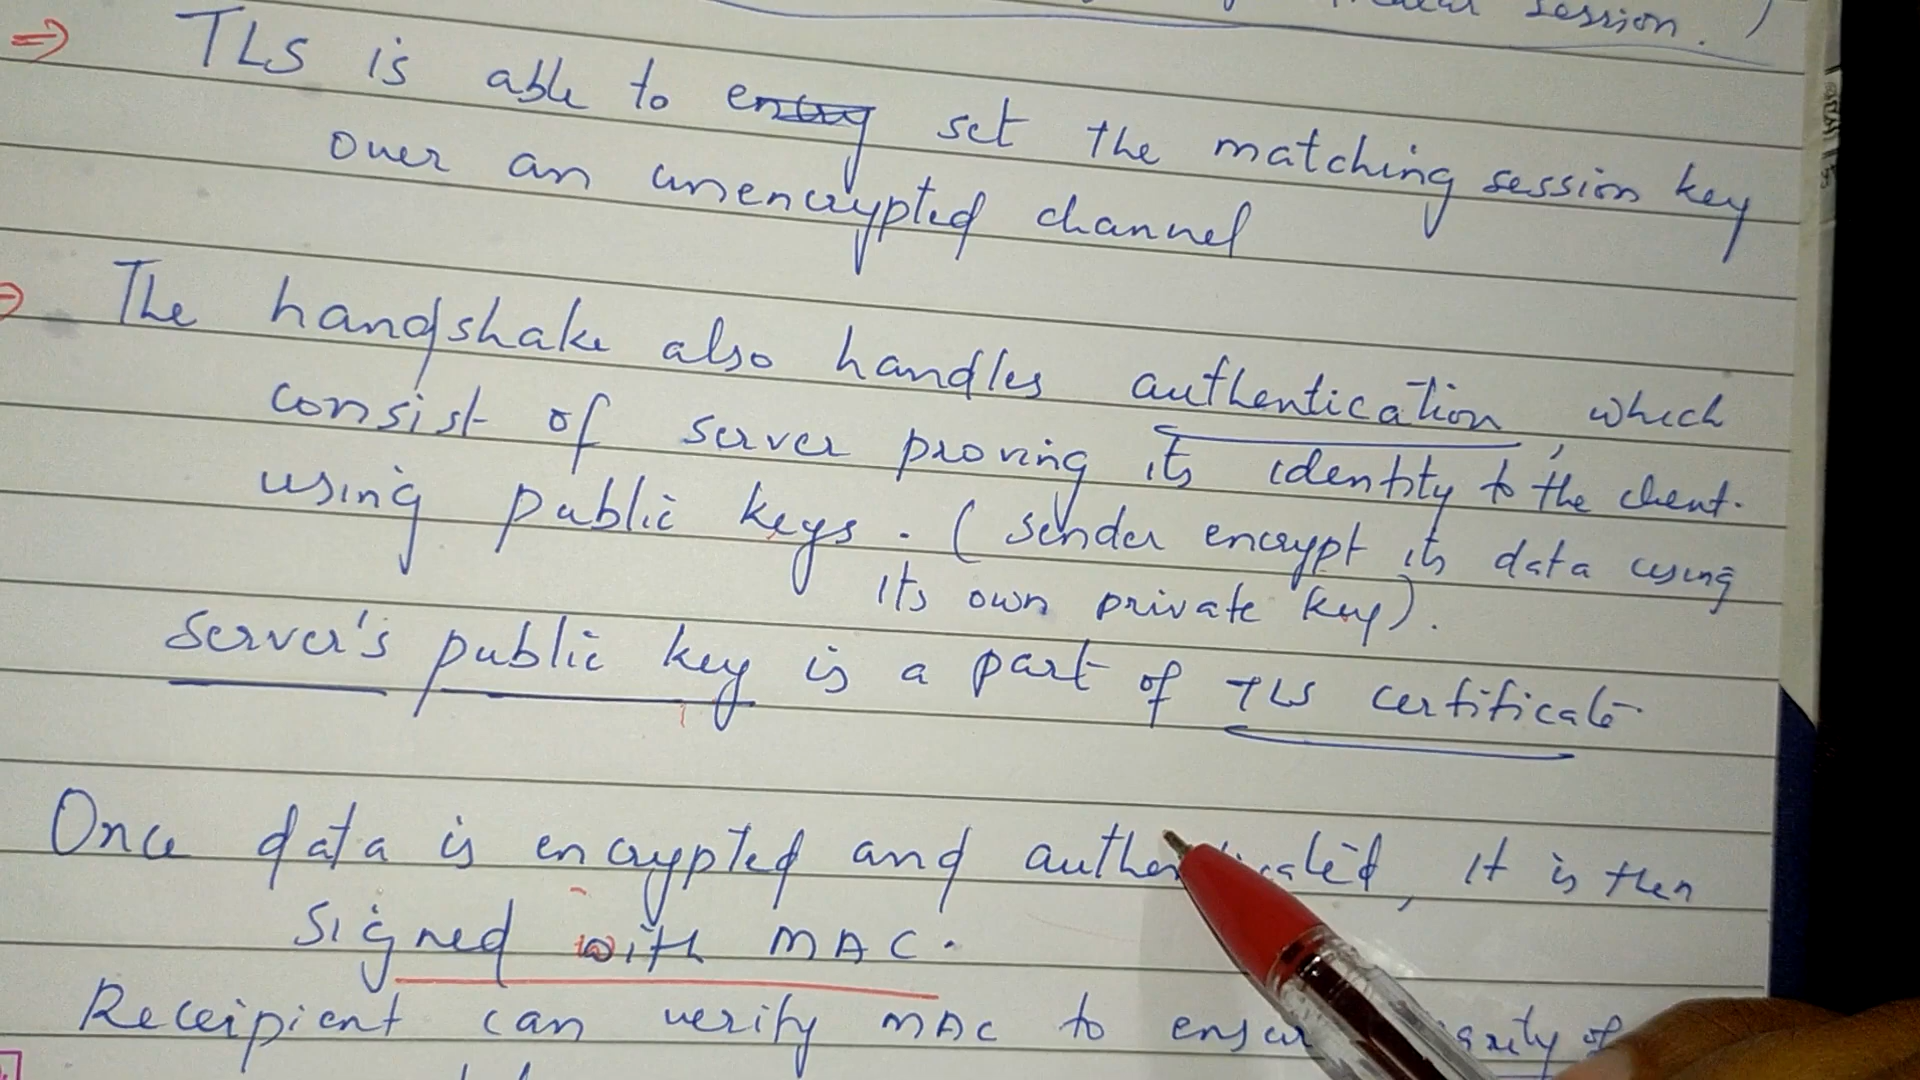 session. )
⇒ TLS is able to set the matching session key
over an unencrypted channel
⇒ The handshake also handles authentication, which
consist of server proving its identity to the client.
using public keys. (sender encrypt its data using
its own private key).
Server's public key is a part of TLS certificate
Once data is encrypted and authenticated, it is then
signed with MAC.
Receipient can verify MAC to of